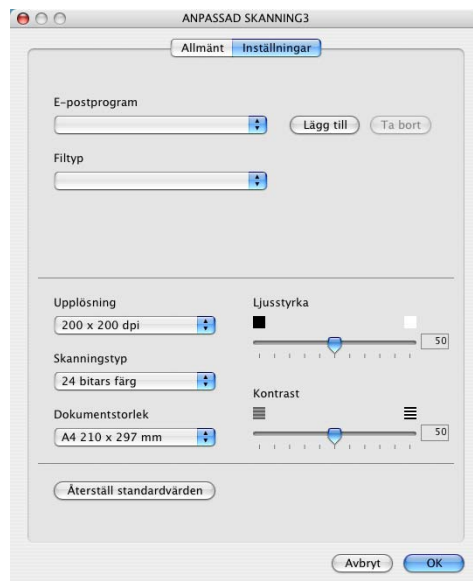 ANPASSAD SKANNING3
Allmänt Inställningar
E-postprogram
Lägg till Ta bort
Filtyp
Upplösning
200 x 200 dpi
Skanningstyp
24 bitars färg
Dokumentstorlek
A4 210 x 297 mm
Ljusstyrka
50
Kontrast
50
Återställ standardvärden
Avbryt OK